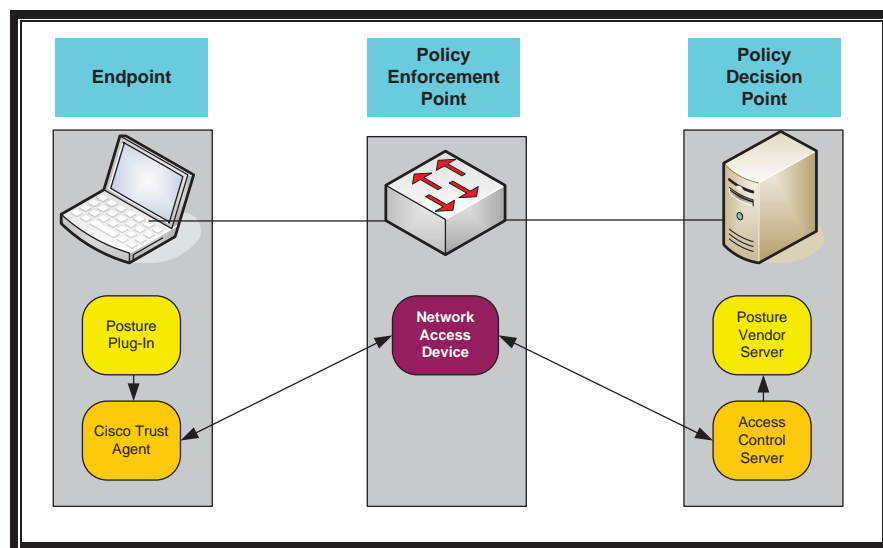 Endpoint
Policy
Enforcement
Point
Policy
Decision
Point
Posture
Plug-In
Cisco Trust
Agent
Network
Access
Device
Posture
Vendor
Server
Access
Control
Server